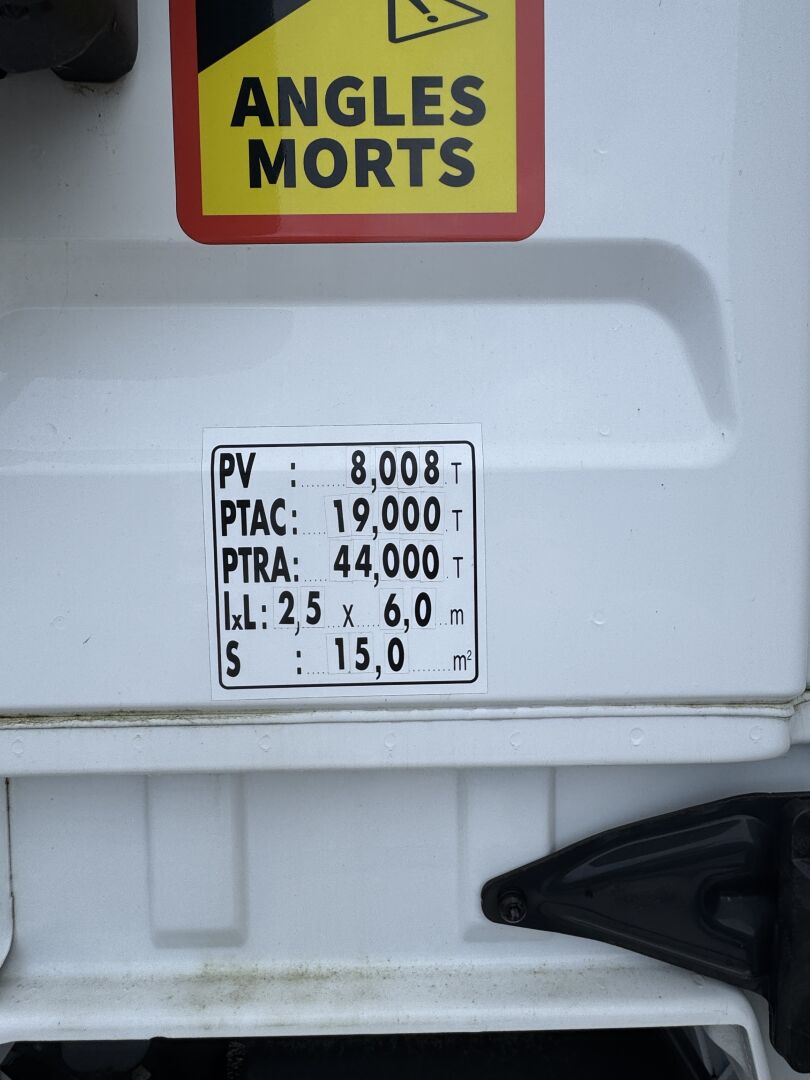 ANGLES
MORTS
PV : 8,008 T
PTAC : 19,000 T
PTRA : 44,000 T
lxL : 2,5 x 6,0 m
S : 15,0 m²